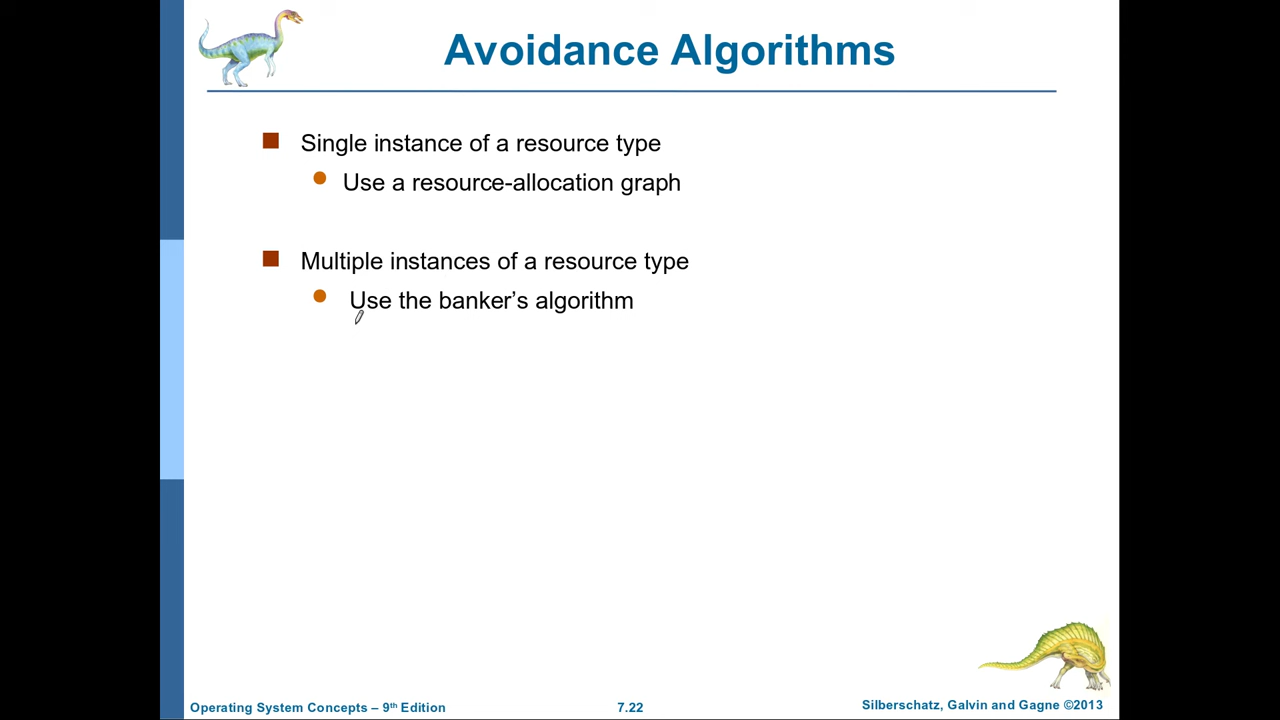 Avoidance Algorithms
Single instance of a resource type
Use a resource-allocation graph
Multiple instances of a resource type
Use the banker’s algorithm
Operating System Concepts – 9th Edition
7.22
Silberschatz, Galvin and Gagne ©2013